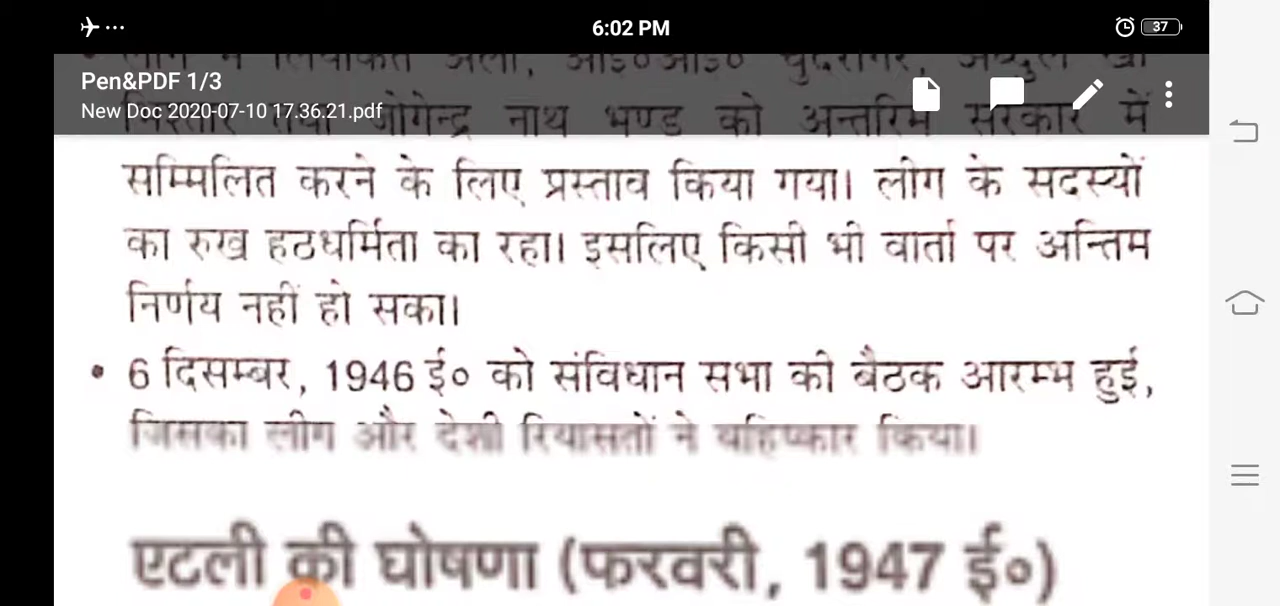 6:02 PM
37
Pen&PDF 1/3
New Doc 2020-07-10 17.36.21.pdf
नाथ भण्ड को अन्तरिम सरकार में
सम्मिलित करने के लिए प्रस्ताव किया गया। लीग के सदस्यों
का रुख हठधर्मिता का रहा। इसलिए किसी भी वार्ता पर अन्तिम
निर्णय नहीं हो सका।
• 6 दिसम्बर, 1946 ई० को संविधान सभा की बैठक आरम्भ हुई,
जिसका लीग और देशी रियासतों ने बहिष्कार किया।
एटली की घोषणा (फरवरी, 1947 ई०)